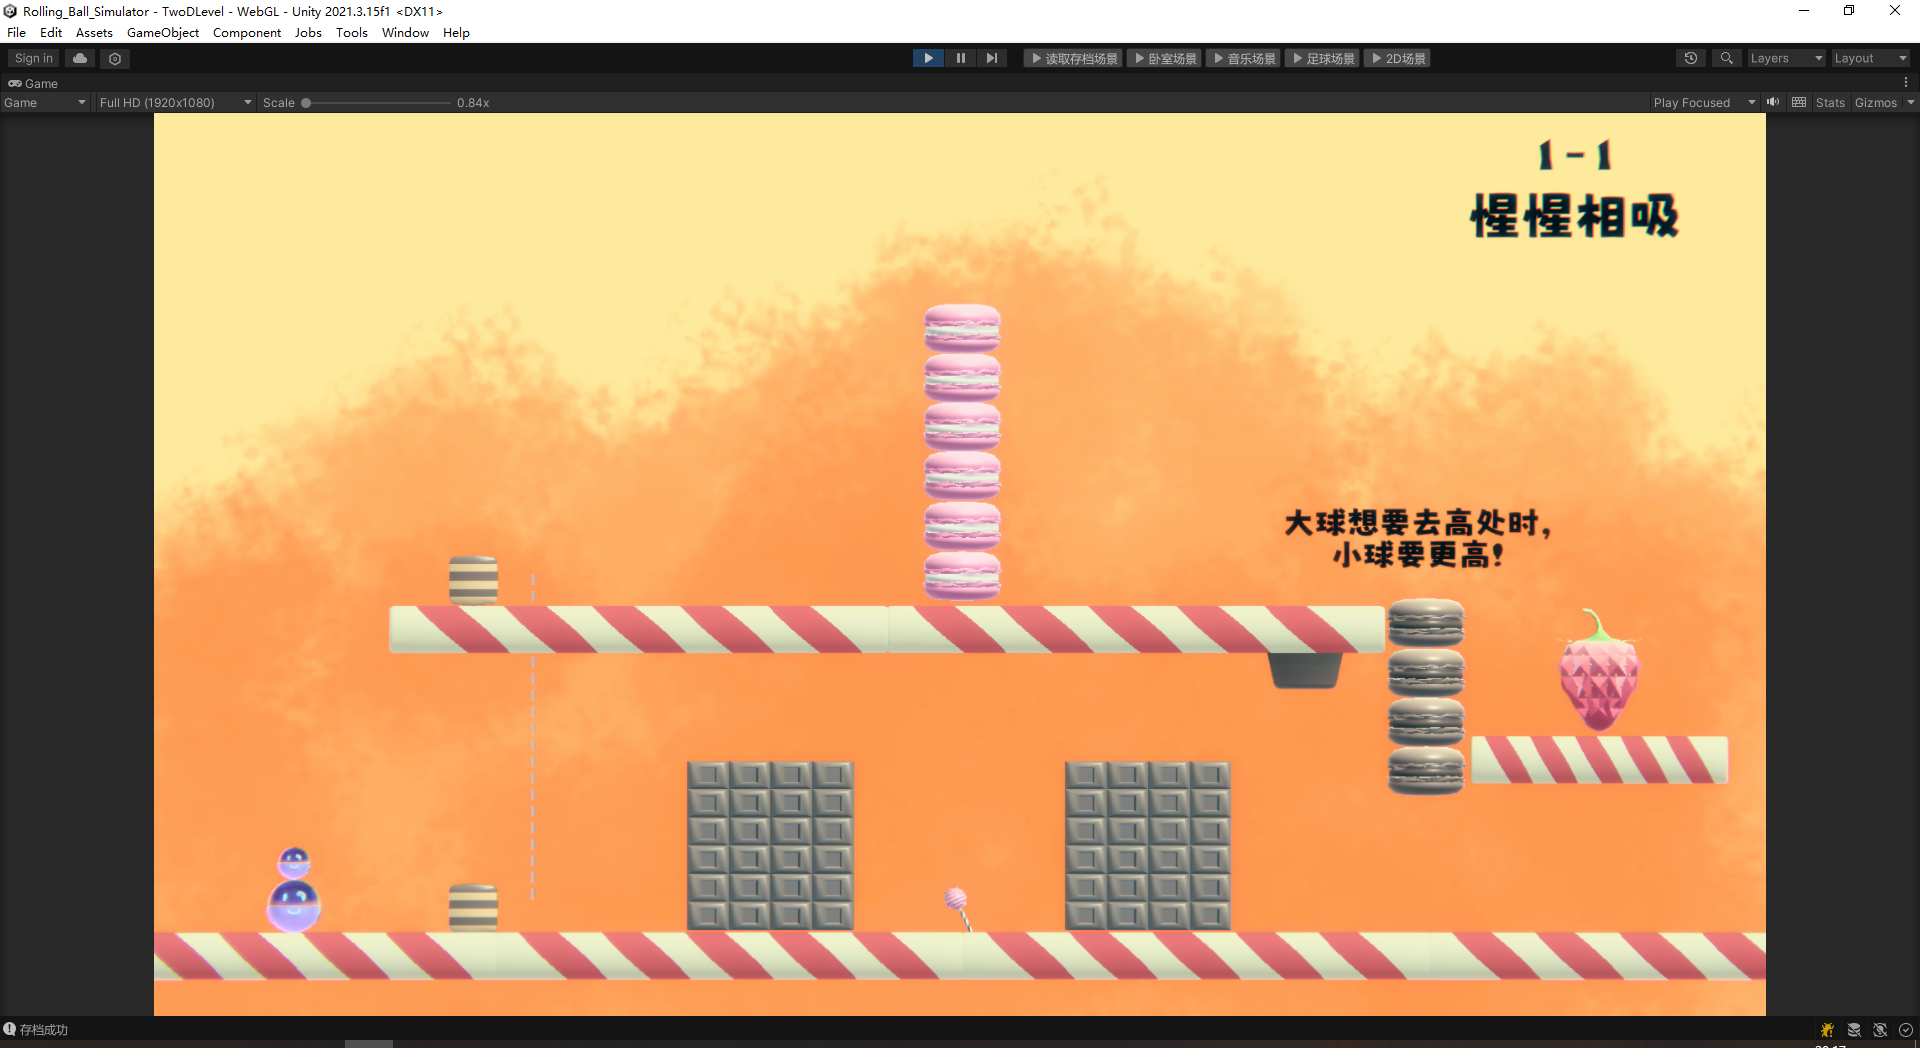 Rolling_Ball_Simulator - TwoDLevel - WebGL - Unity 2021.3.15f1 <DX11>
File Edit Assets GameObject Component Jobs Tools Window Help
Sign in 读取存档场景 卧室场景 音乐场景 足球场景 2D场景 Layers Layout
Game
Game Full HD (1920x1080) Scale 0.84x Play Focused Stats Gizmos
1-1
惺惺相吸
大球想要去高处时，
小球要更高！
存档成功